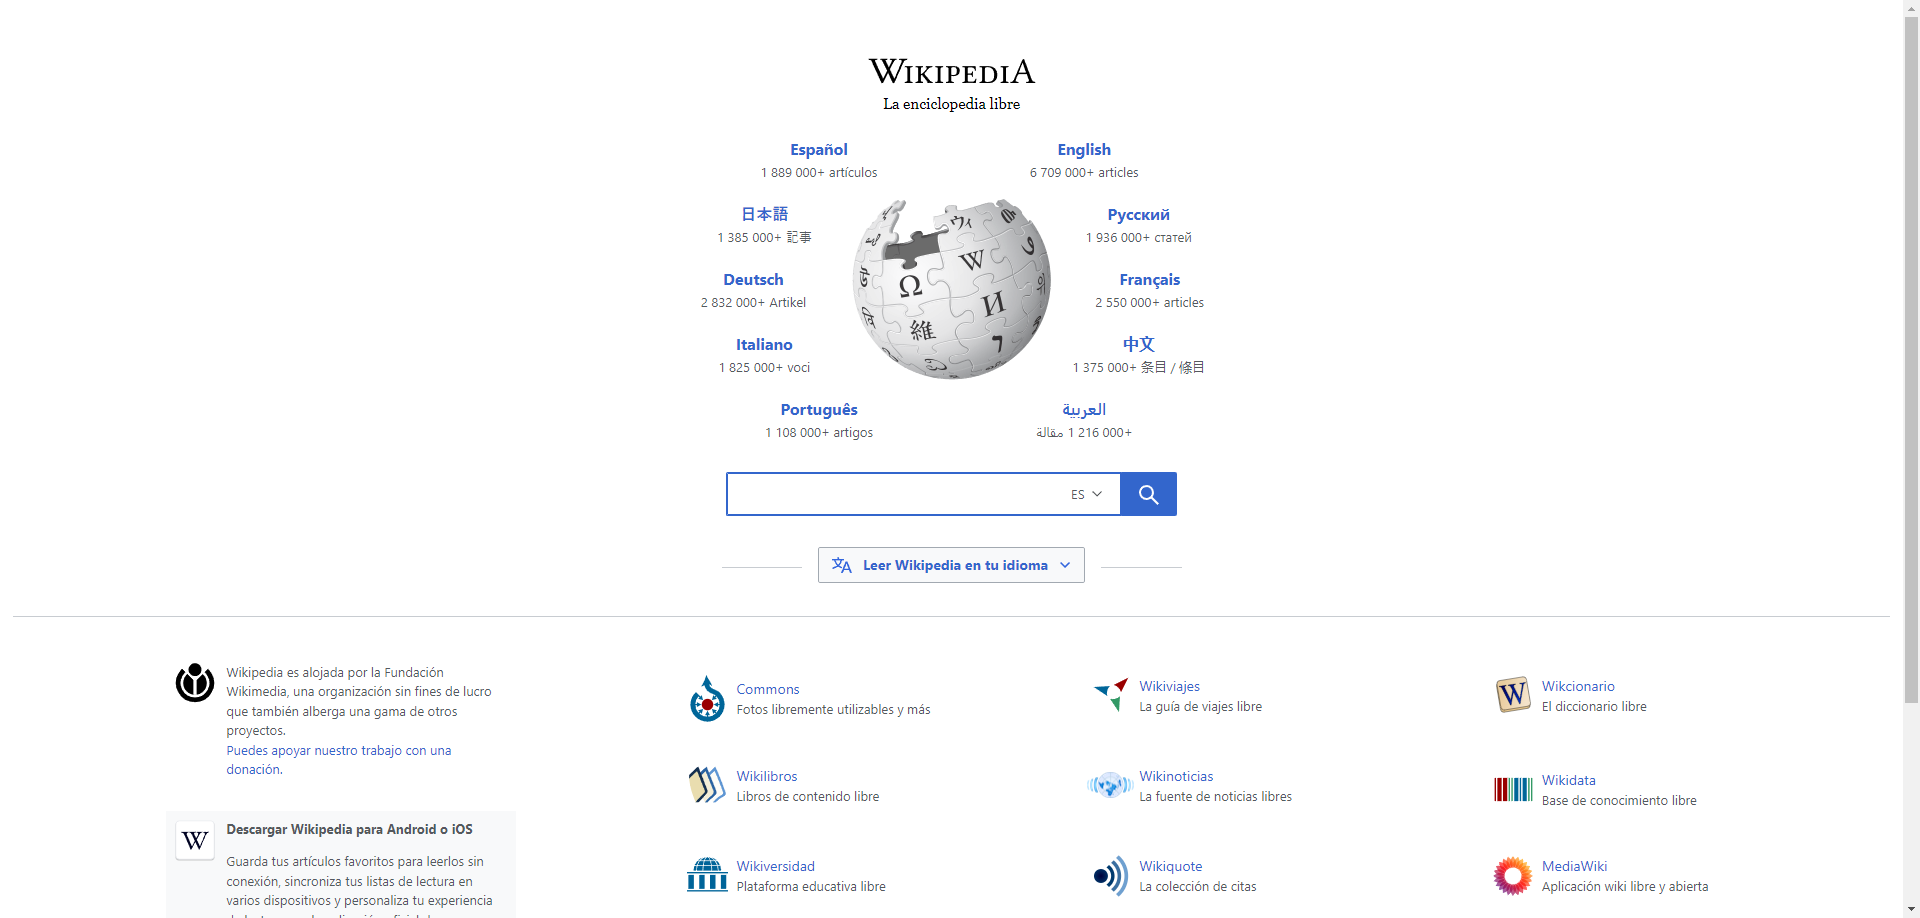 WIKIPEDIA
La enciclopedia libre
Español
1 889 000+ artículos
English
6 709 000+ articles
日本語
1 385 000+ 記事
Русский
1 936 000+ статей
Deutsch
2 832 000+ Artikel
Français
2 550 000+ articles
Italiano
1 825 000+ voci
中文
1 375 000+ 条目 / 條目
Português
1 108 000+ artigos
العربية
1 216 000+ مقالة
Ω
W
И
維
ウィ
ES
Leer Wikipedia en tu idioma
Wikipedia es alojada por la Fundación
Wikimedia, una organización sin fines de lucro
que también alberga una gama de otros
proyectos.
Puedes apoyar nuestro trabajo con una
donación.
W
Descargar Wikipedia para Android o iOS
Guarda tus artículos favoritos para leerlos sin
conexión, sincroniza tus listas de lectura en
varios dispositivos y personaliza tu experiencia
Commons
Fotos libremente utilizables y más
Wikiviajes
La guía de viajes libre
W
Wikcionario
El diccionario libre
Wikilibros
Libros de contenido libre
Wikinoticias
La fuente de noticias libres
Wikidata
Base de conocimiento libre
Wikiversidad
Plataforma educativa libre
Wikiquote
La colección de citas
MediaWiki
Aplicación wiki libre y abierta